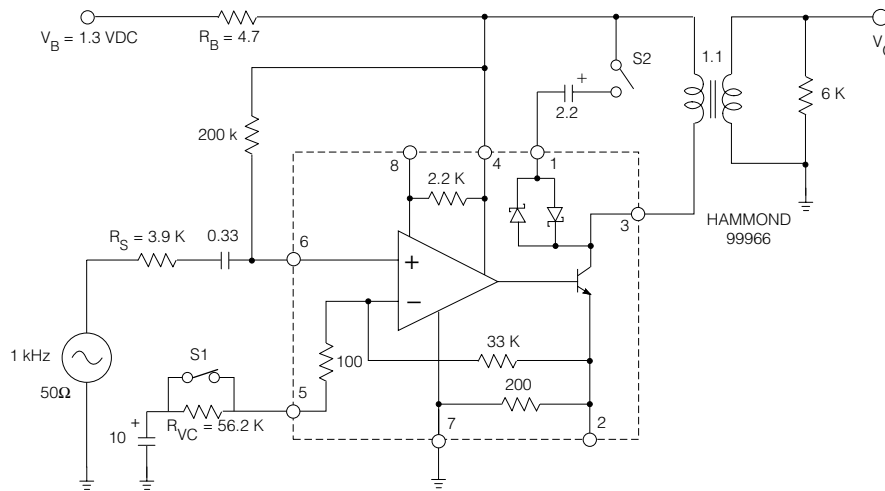 V_B = 1.3 VDC
R_B = 4.7
S2
+
2.2
1:1
V
6 K
200 k
8
4
1
2.2 K
3
HAMMOND
99966
R_S = 3.9 K
0.33
6
+
−
1 kHz
50Ω
S1
100
33 K
200
5
+
10
R_VC = 56.2 K
7
2